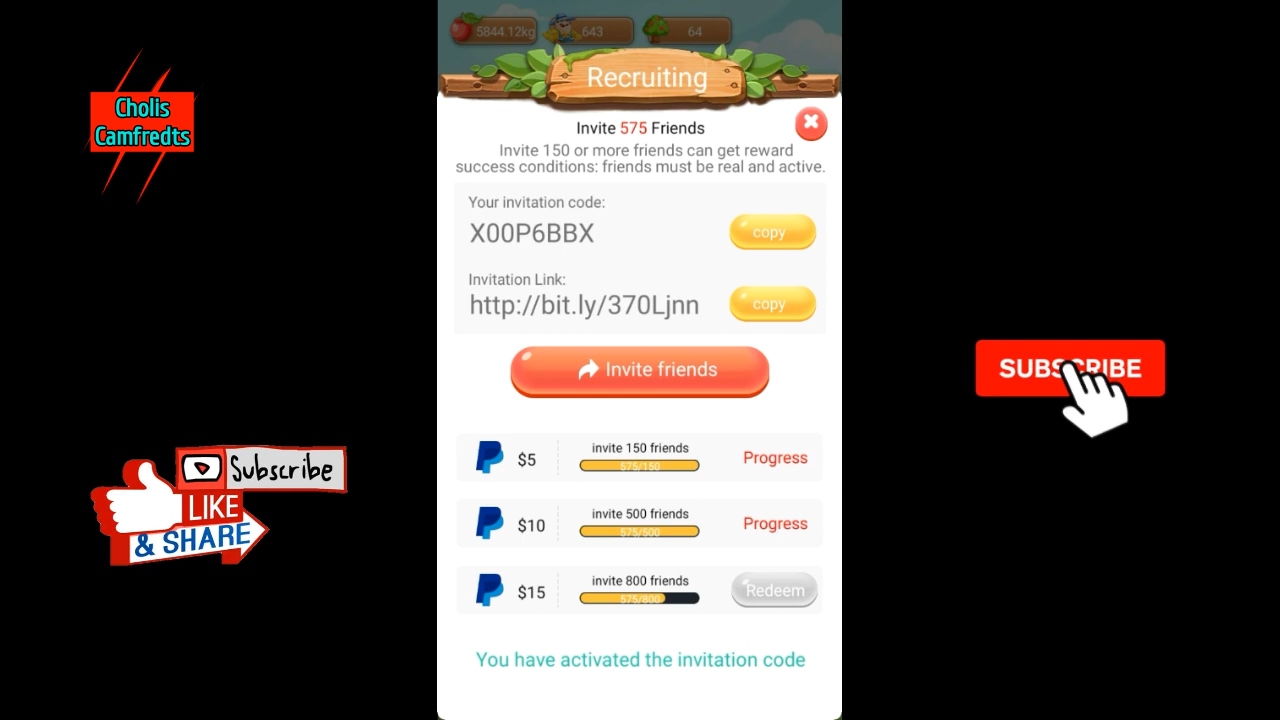 Cholis
Camfredts
5844.12kg
643
64
Recruiting
Invite 575 Friends
Invite 150 or more friends can get reward
success conditions: friends must be real and active.
Your invitation code:
X00P6BBX
copy
Invitation Link:
http://bit.ly/370Ljnn
copy
Invite friends
$5
invite 150 friends
575/150
Progress
$10
invite 500 friends
575/500
Progress
$15
invite 800 friends
575/800
Redeem
You have activated the invitation code
Subscribe
LIKE
& SHARE
SUBSCRIBE